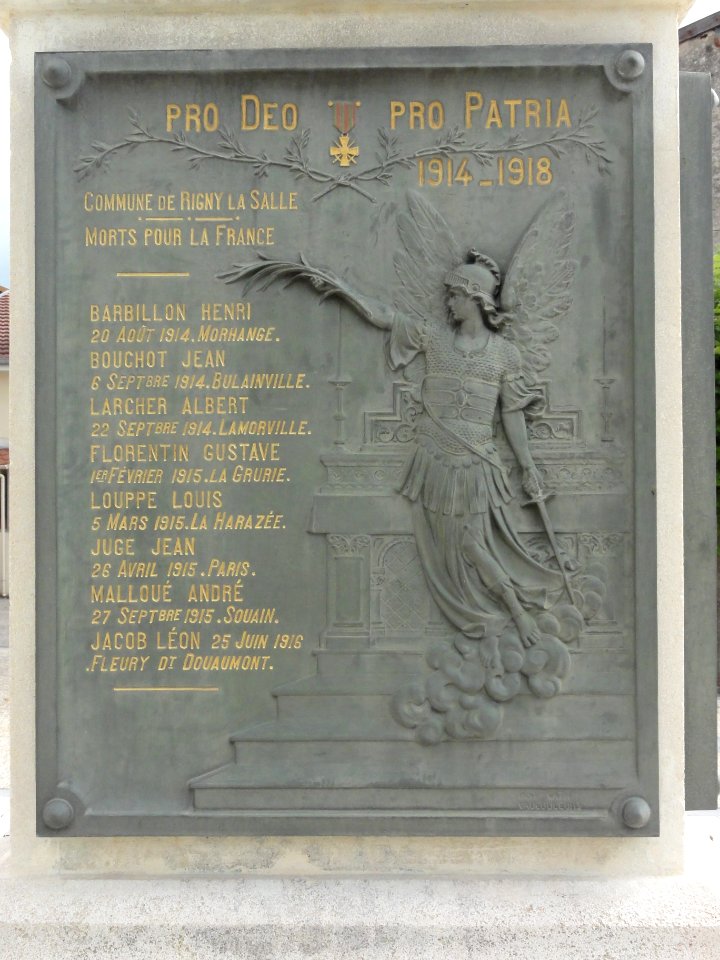 PRO DEO PRO PATRIA
1914_1918
COMMUNE DE RIGNY LA SALLE
MORTS POUR LA FRANCE
BARBILLON HENRI
20 AOÛT 1914. MORHANGE.
BOUCHOT JEAN
6 SEPTBRE 1914. BULAINVILLE.
LARCHER ALBERT
22 SEPTBRE 1914. LAMORVILLE.
FLORENTIN GUSTAVE
1ER FÉVRIER 1915. LA GRURIE.
LOUPPE LOUIS
5 MARS 1915. LA HARAZÉE.
JUGE JEAN
26 AVRIL 1915. PARIS.
MALLOUÉ ANDRÉ
27 SEPTBRE 1915. SOUAIN.
JACOB LÉON 25 JUIN 1916
.FLEURY DT DOUAUMONT.